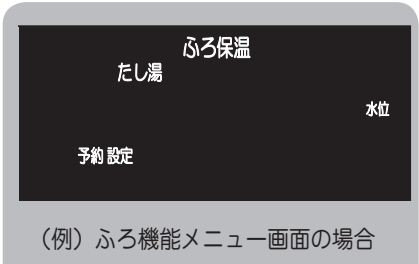 ふろ保温
たし湯
水位
予約 設定
（例）ふろ機能メニュー画面の場合